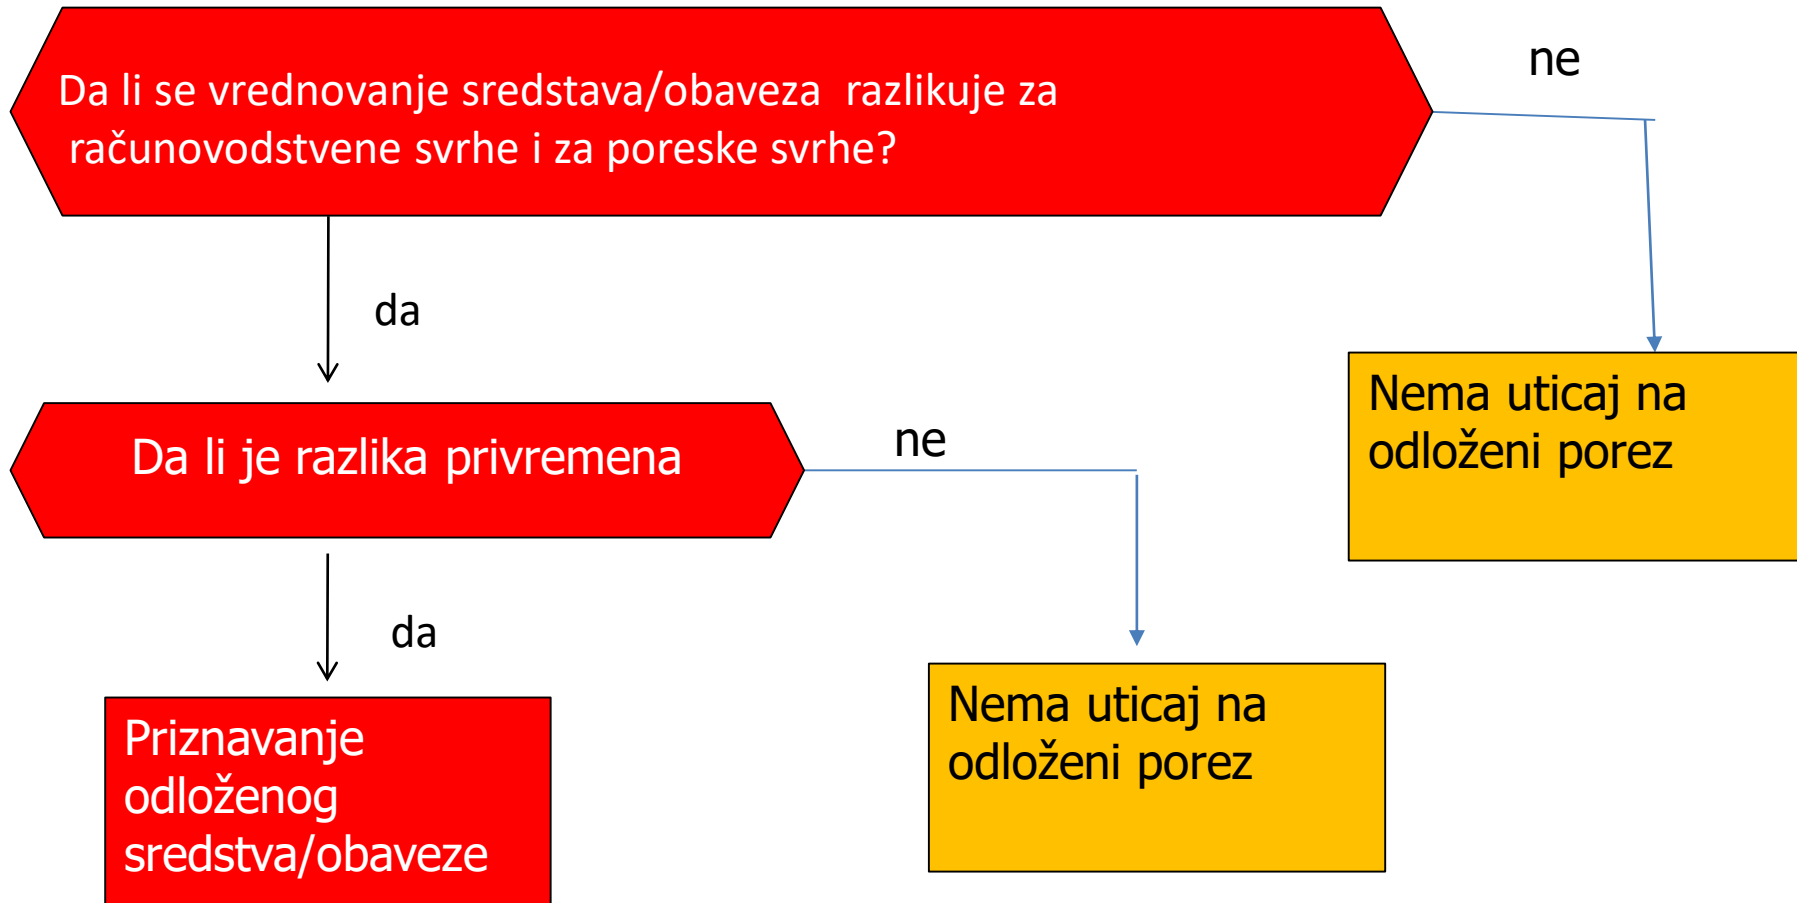 Da li se vrednovanje sredstava/obaveza  razlikuje za
računovodstvene svrhe i za poreske svrhe?
ne
da
Nema uticaj na
odloženi porez
Da li je razlika privremena
ne
da
Nema uticaj na
odloženi porez
Priznavanje
odloženog
sredstva/obaveze